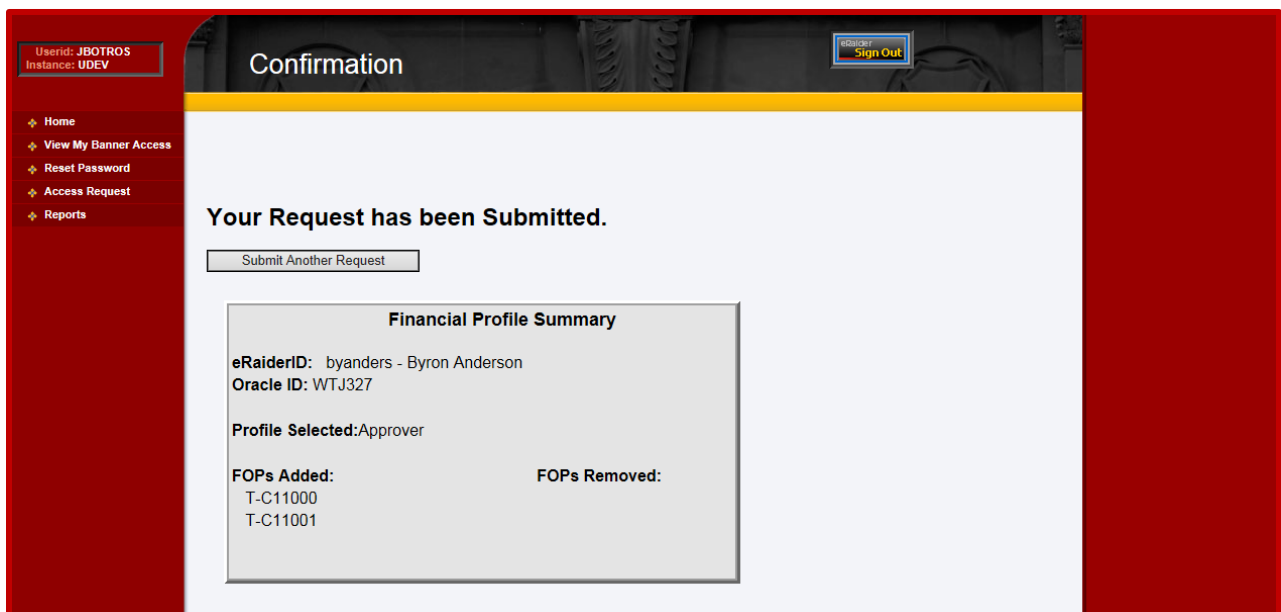 Userid: JBOTROS
Instance: UDEV
Confirmation
eRaider
Sign Out
Home
View My Banner Access
Reset Password
Access Request
Reports
Your Request has been Submitted.
Submit Another Request
Financial Profile Summary
eRaiderID: byanders - Byron Anderson
Oracle ID: WTJ327
Profile Selected:Approver
FOPs Added: FOPs Removed:
T-C11000
T-C11001